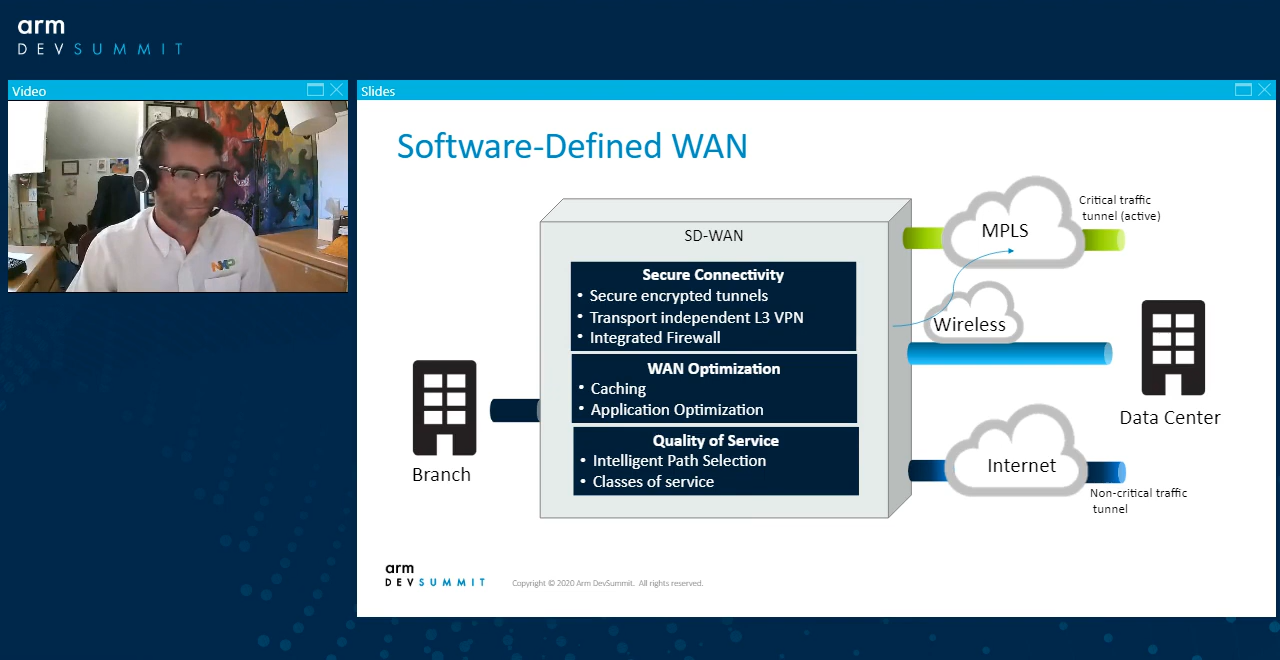 arm
DEVSUMMIT
Video
Slides
NXP
Software-Defined WAN
SD-WAN
Secure Connectivity
• Secure encrypted tunnels
• Transport independent L3 VPN
• Integrated Firewall
WAN Optimization
• Caching
• Application Optimization
Quality of Service
• Intelligent Path Selection
• Classes of service
Branch
MPLS
Critical traffic
tunnel (active)
Wireless
Data Center
Internet
Non-critical traffic
tunnel
arm
DEVSUMMIT
Copyright © 2020 Arm DevSummit. All rights reserved.